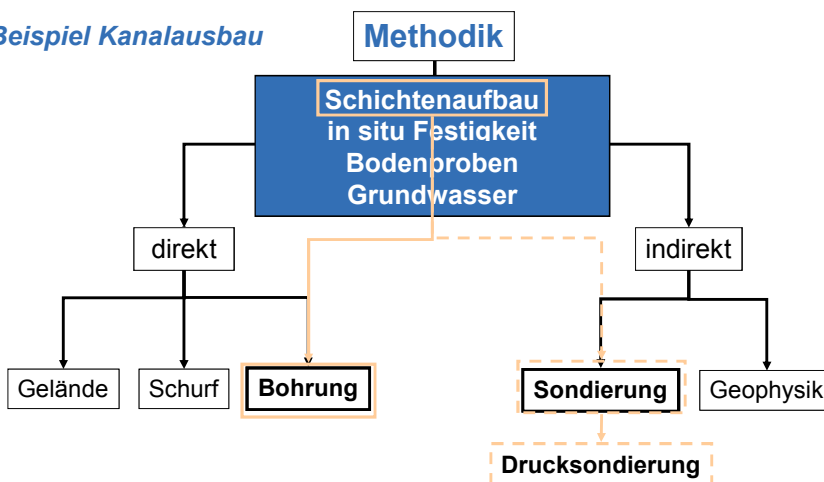 Beispiel Kanalausbau
Methodik
Schichtenaufbau
in situ Festigkeit
Bodenproben
Grundwasser
direkt
indirekt
Gelände
Schurf
Bohrung
Sondierung
Geophysik
Drucksondierung